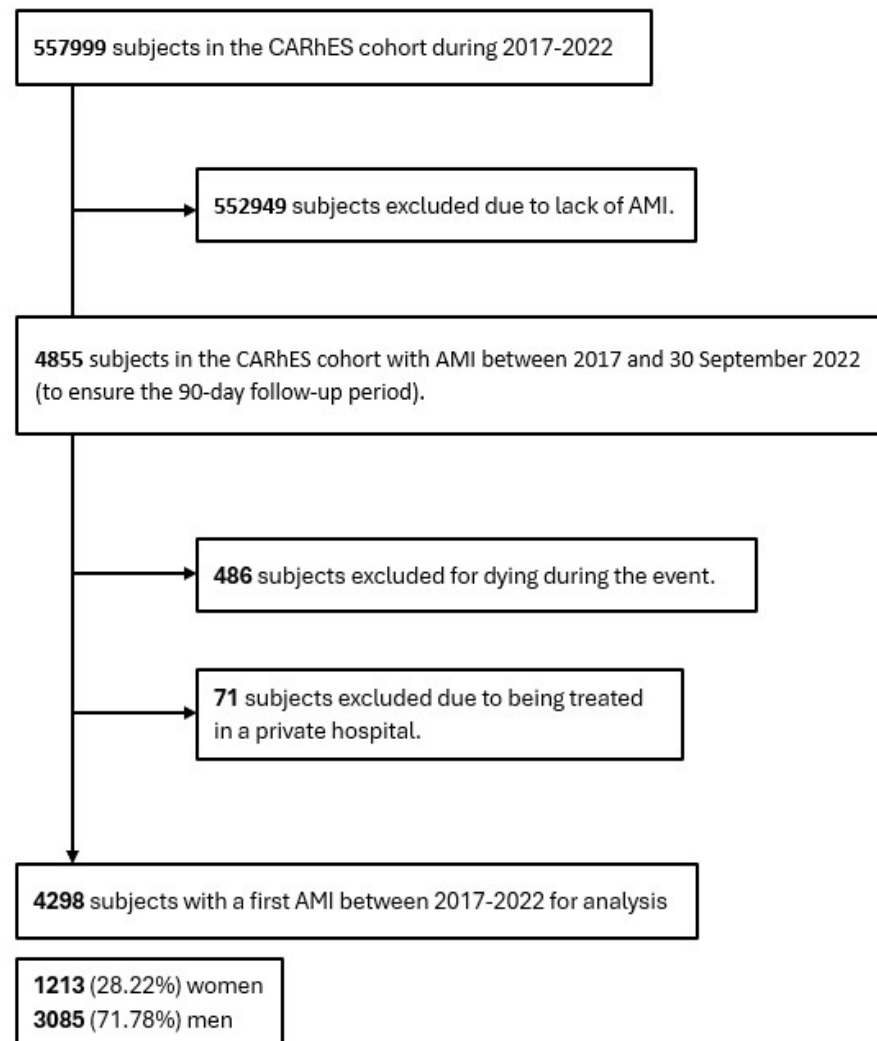 557999 subjects in the CARhES cohort during 2017-2022
552949 subjects excluded due to lack of AMI.
4855 subjects in the CARhES cohort with AMI between 2017 and 30 September 2022
(to ensure the 90-day follow-up period).
486 subjects excluded for dying during the event.
71 subjects excluded due to being treated
in a private hospital.
4298 subjects with a first AMI between 2017-2022 for analysis
1213 (28.22%) women
3085 (71.78%) men